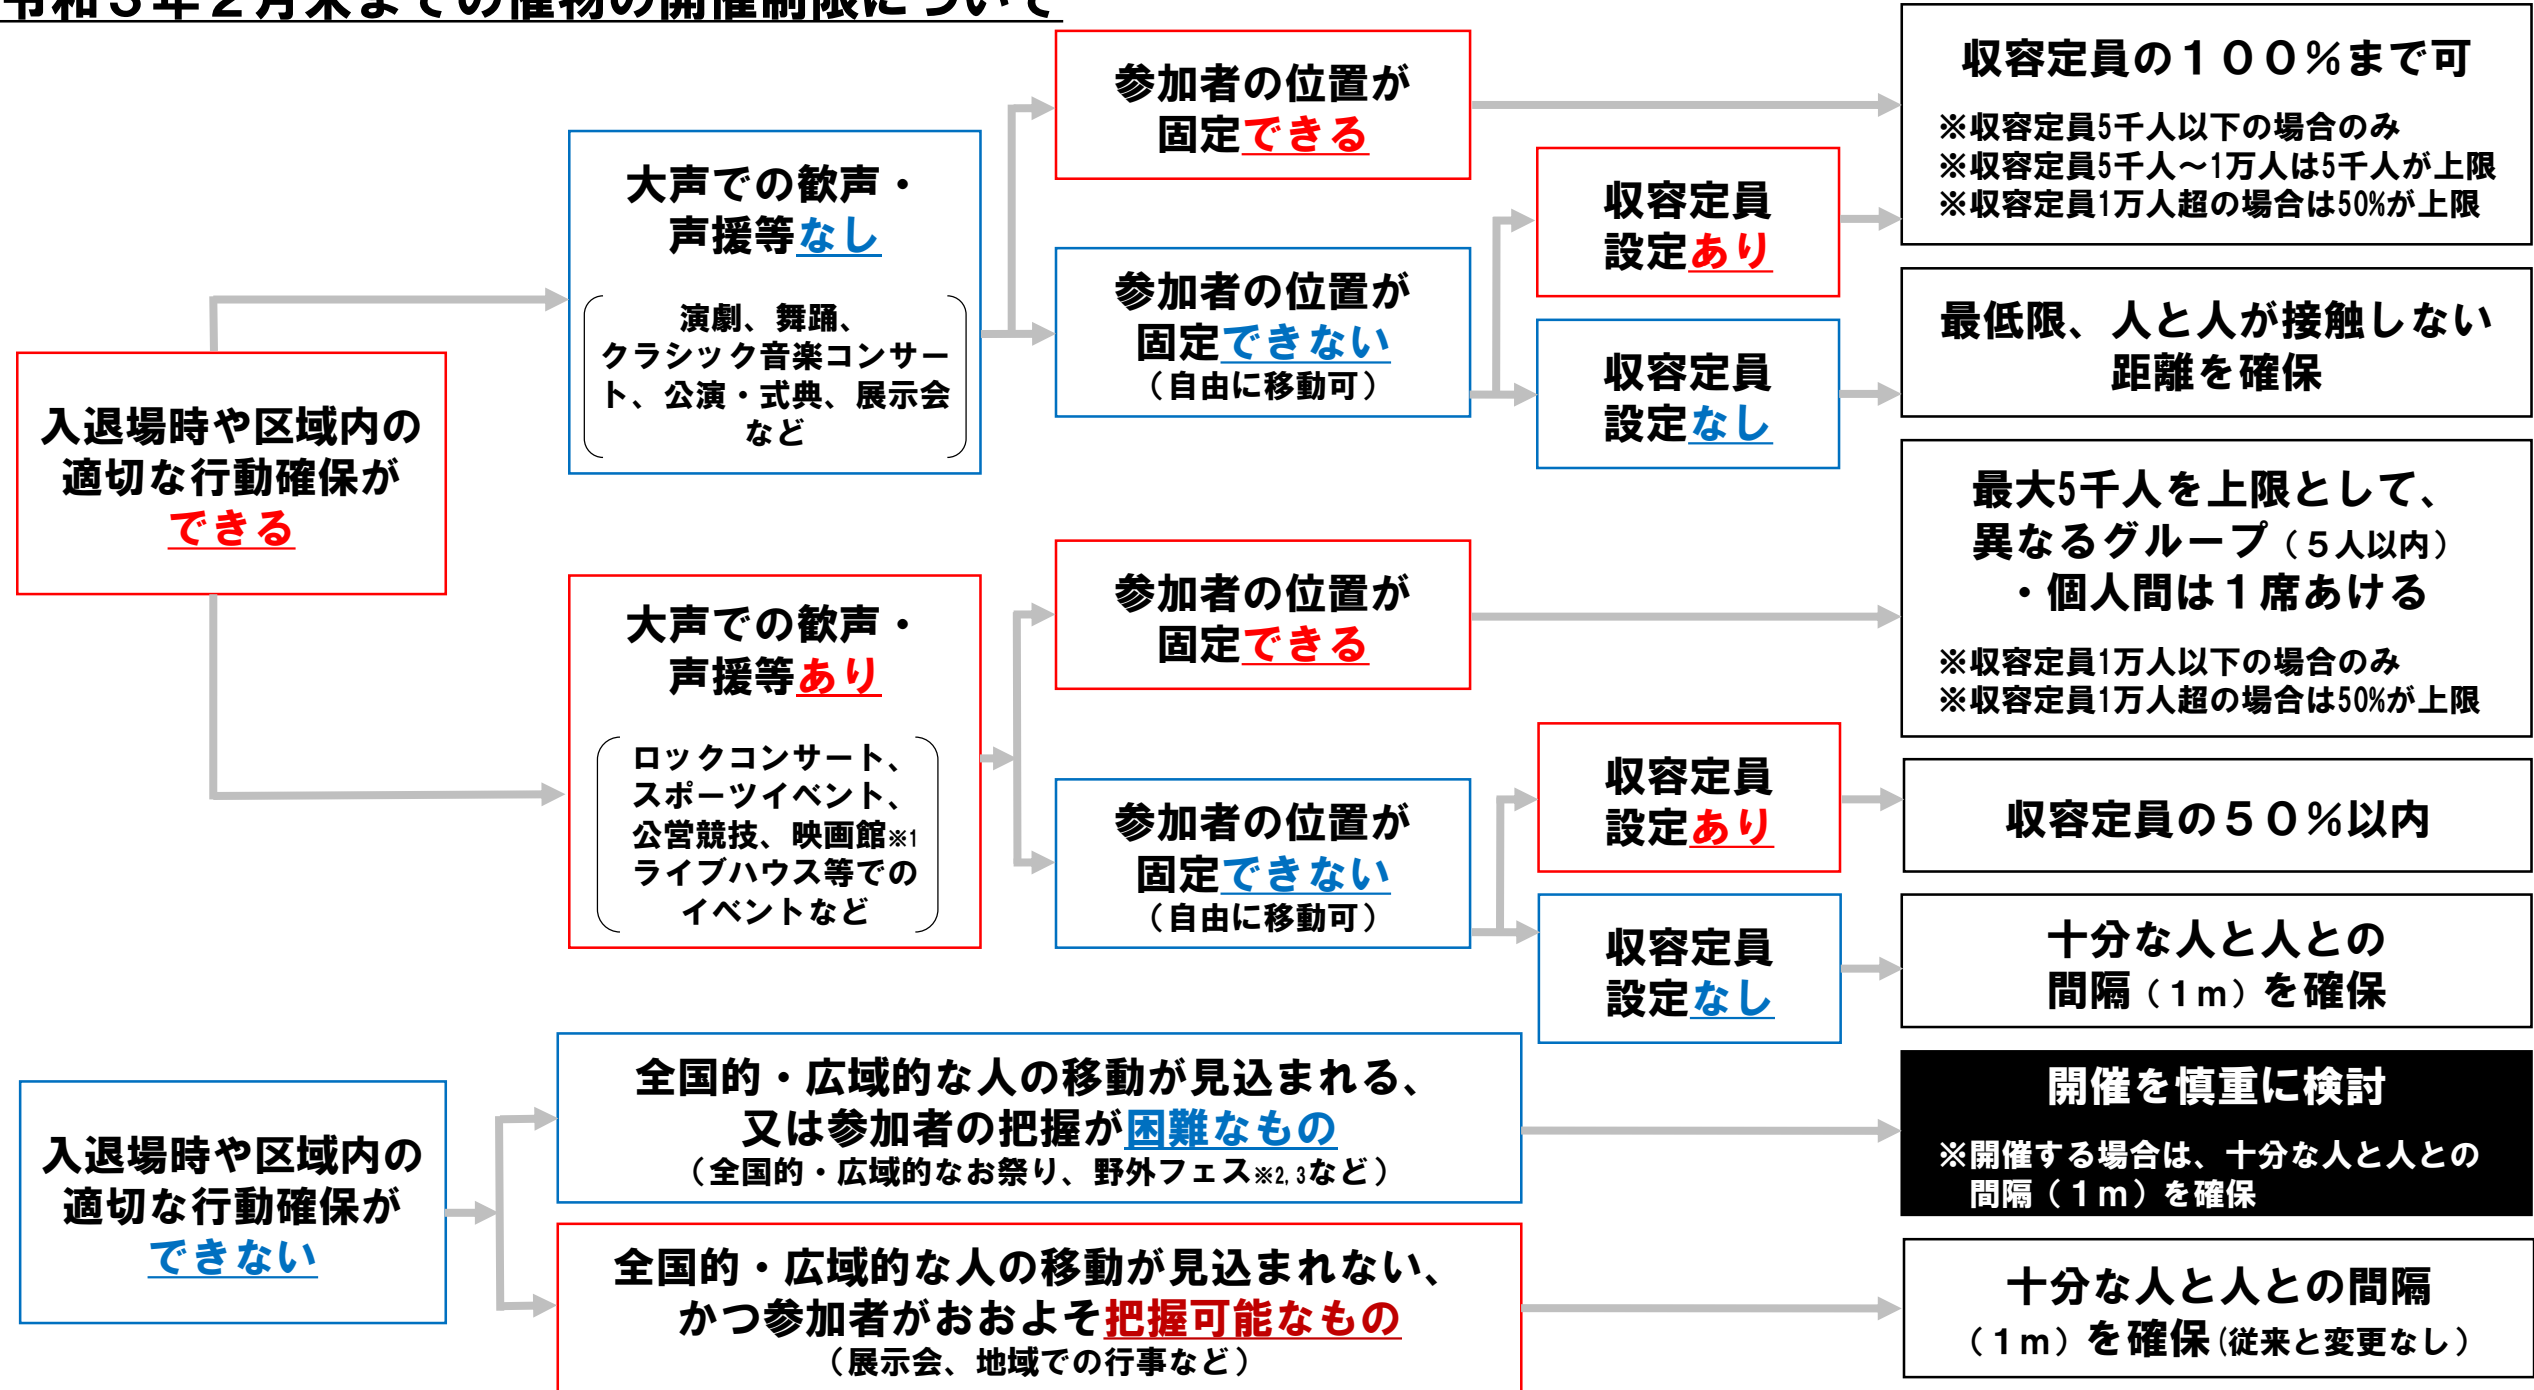 令和３年２月末までの催物の開催制限について
入退場時や区域内の
適切な行動確保が
できる
大声での歓声・
声援等なし
演劇、舞踊、
クラシック音楽コンサー
ト、公演・式典、展示会
など
参加者の位置が
固定できる
収容定員の１００％まで可
※収容定員5千人以下の場合のみ
※収容定員5千人～1万人は5千人が上限
※収容定員1万人超の場合は50%が上限
参加者の位置が
固定できない
（自由に移動可）
収容定員
設定あり
収容定員
設定なし
最低限、人と人が接触しない
距離を確保
大声での歓声・
声援等あり
ロックコンサート、
スポーツイベント、
公営競技、映画館※1
ライブハウス等での
イベントなど
参加者の位置が
固定できる
最大5千人を上限として、
異なるグループ（５人以内）
・個人間は１席あける
※収容定員1万人以下の場合のみ
※収容定員1万人超の場合は50%が上限
参加者の位置が
固定できない
（自由に移動可）
収容定員
設定あり
収容定員の５０％以内
収容定員
設定なし
十分な人と人との
間隔（１ｍ）を確保
入退場時や区域内の
適切な行動確保が
できない
全国的・広域的な人の移動が見込まれる、
又は参加者の把握が困難なもの
（全国的・広域的なお祭り、野外フェス※2,3など）
開催を慎重に検討
※開催する場合は、十分な人と人との
間隔（１ｍ）を確保
全国的・広域的な人の移動が見込まれない、
かつ参加者がおおよそ把握可能なもの
（展示会、地域での行事など）
十分な人と人との間隔
（１ｍ）を確保(従来と変更なし）